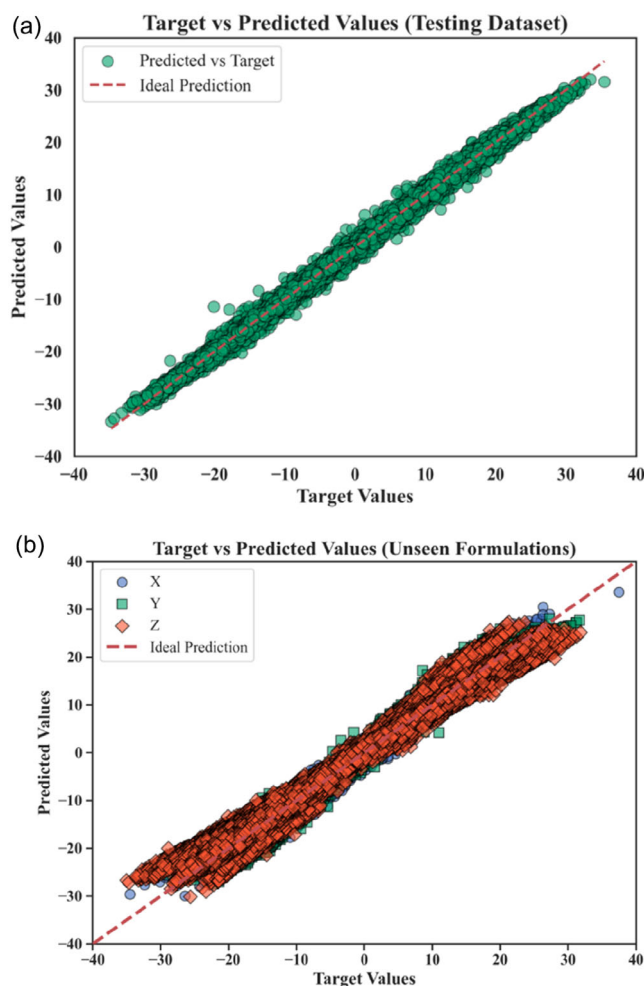 (a)
Target vs Predicted Values (Testing Dataset)
Predicted vs Target
Ideal Prediction
40
30
20
10
0
−10
−20
−30
−40
Predicted Values
−40 −30 −20 −10 0 10 20 30 40
Target Values
(b)
Target vs Predicted Values (Unseen Formulations)
X
Y
Z
Ideal Prediction
40
30
20
10
0
−10
−20
−30
−40
Predicted Values
−40 −30 −20 −10 0 10 20 30 40
Target Values